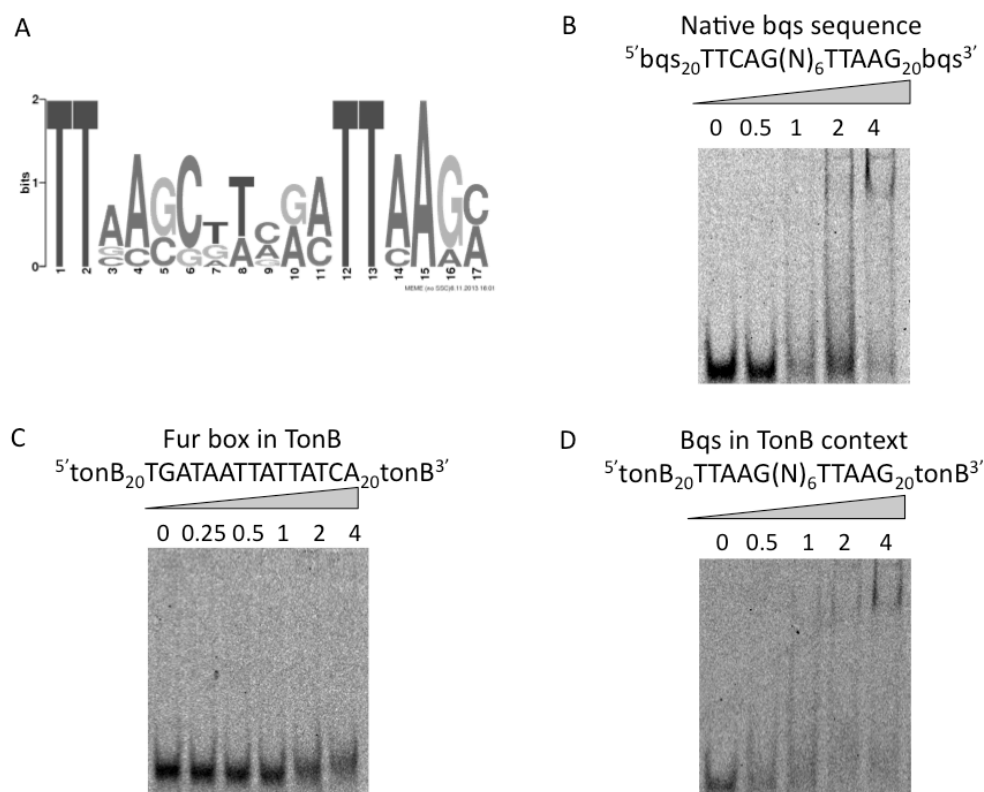 A
bits
2
1
0
1 2 3 4 5 6 7 8 9 10 11 12 13 14 15 16 17
B
Native bqs sequence
5’bqs20TTCAG(N)6TTAAG20bqs3’
0 0.5 1 2 4
C
Fur box in TonB
5’tonB20TGATAATTATTATCA20tonB3’
0 0.25 0.5 1 2 4
D
Bqs in TonB context
5’tonB20TTAAG(N)6TTAAG20tonB3’
0 0.5 1 2 4